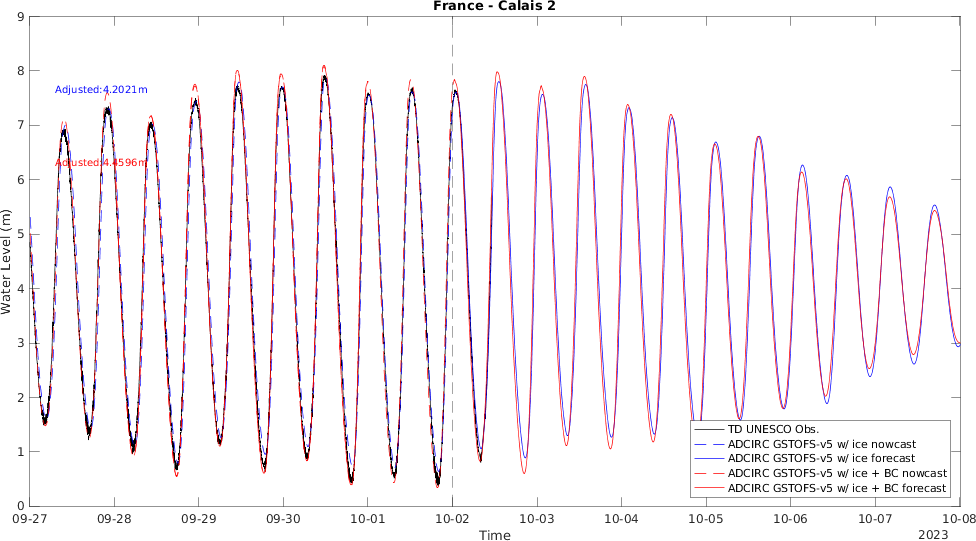 France - Calais 2
9
8
7
6
5
4
3
2
1
0
Water Level (m)
Adjusted:4.2021m
Adjusted:4.4596m
TD UNESCO Obs.
ADCIRC GSTOFS-v5 w/ ice nowcast
ADCIRC GSTOFS-v5 w/ ice forecast
ADCIRC GSTOFS-v5 w/ ice + BC nowcast
ADCIRC GSTOFS-v5 w/ ice + BC forecast
09-27 09-28 09-29 09-30 10-01 10-02 10-03 10-04 10-05 10-06 10-07 10-08
Time
2023